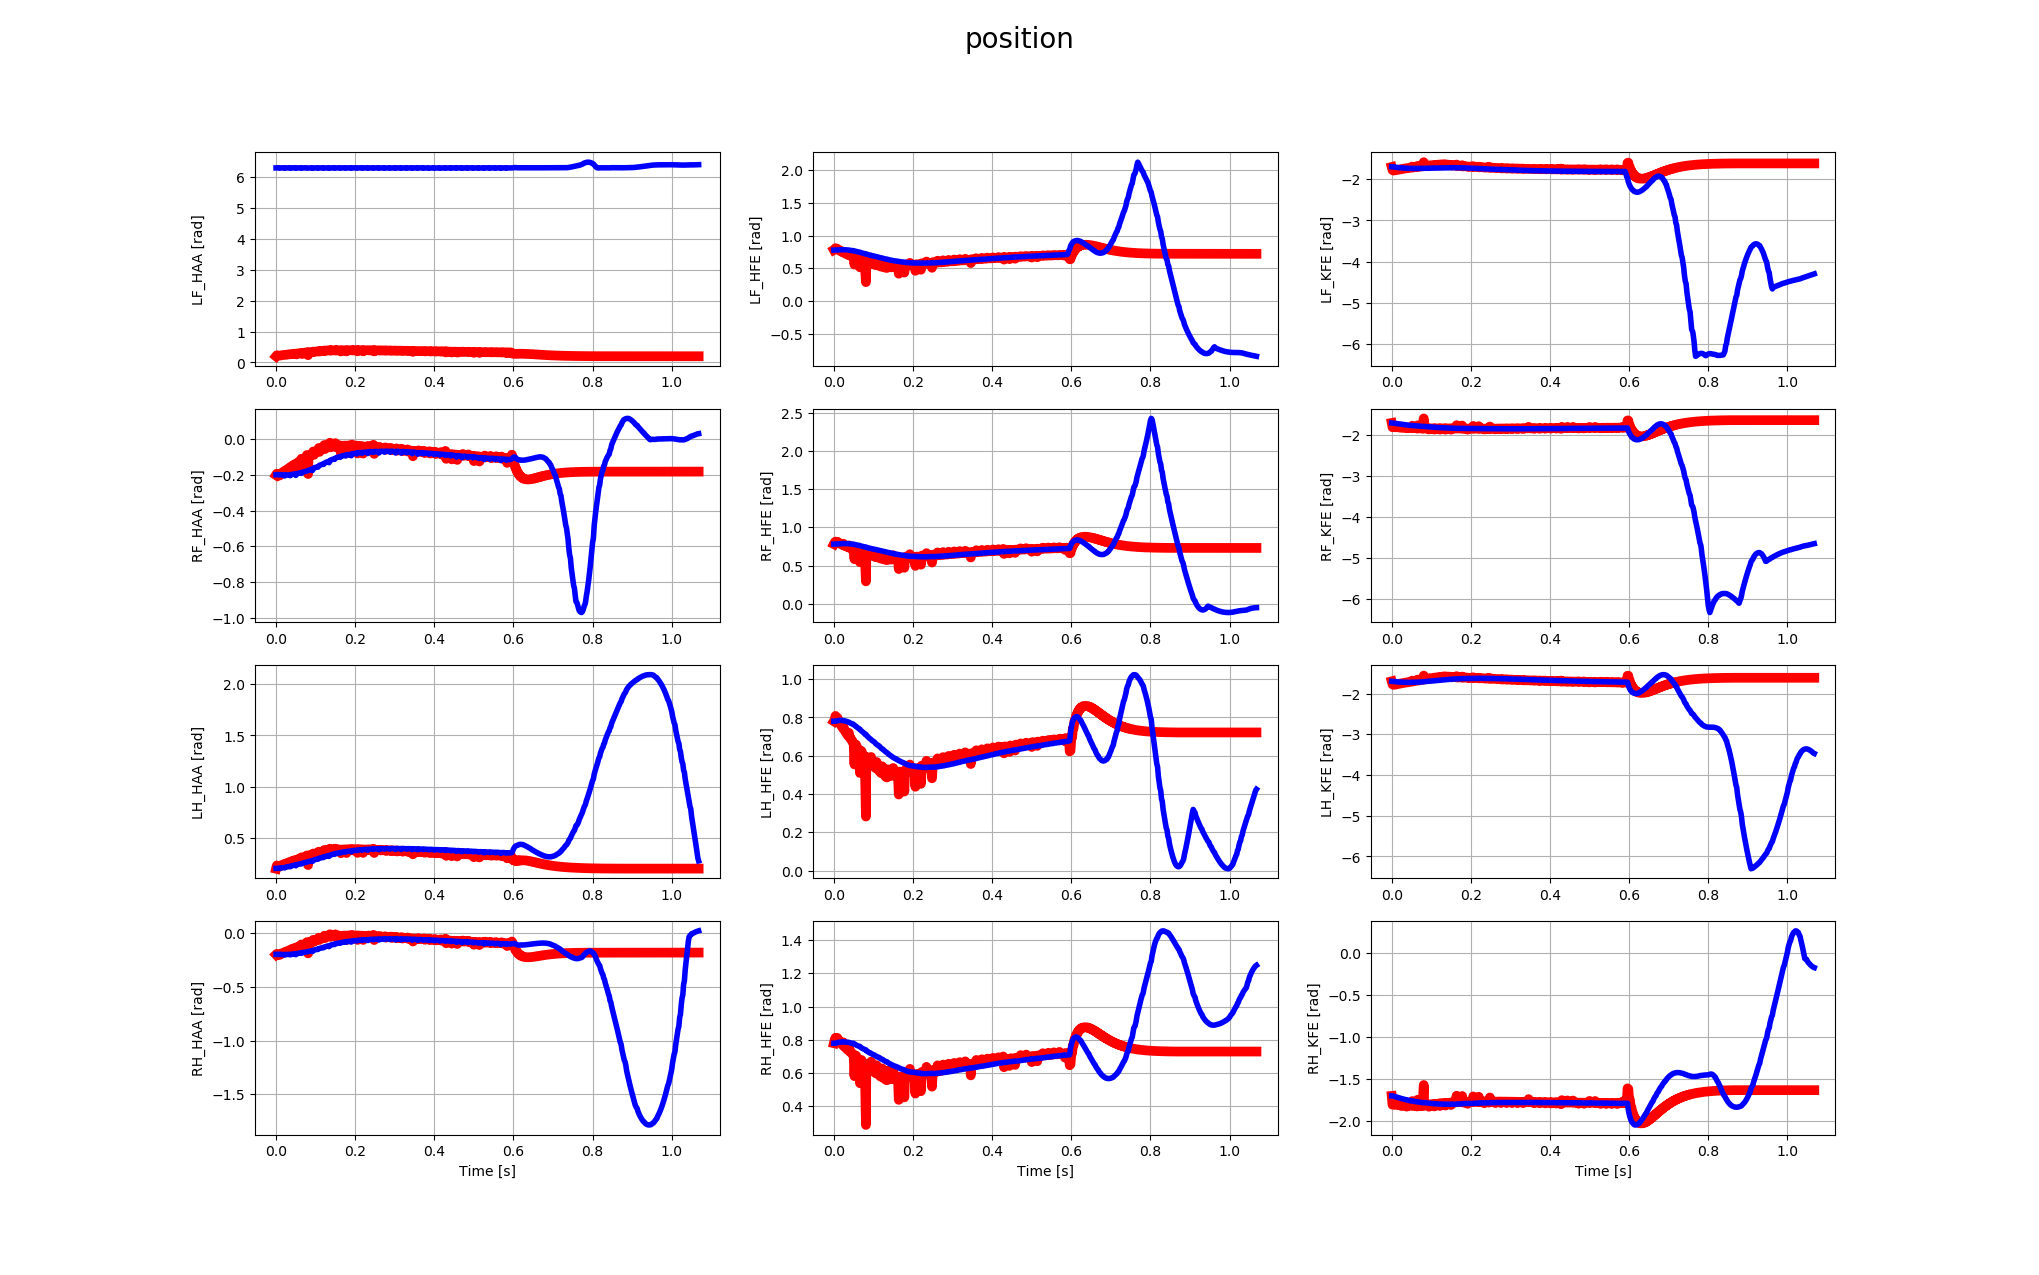 position
LF_HAA [rad]
6
5
4
3
2
1
0
0.0 0.2 0.4 0.6 0.8 1.0
LF_HFE [rad]
2.0
1.5
1.0
0.5
0.0
−0.5
0.0 0.2 0.4 0.6 0.8 1.0
LF_KFE [rad]
−2
−3
−4
−5
−6
0.0 0.2 0.4 0.6 0.8 1.0
RF_HAA [rad]
0.0
−0.2
−0.4
−0.6
−0.8
−1.0
0.0 0.2 0.4 0.6 0.8 1.0
RF_HFE [rad]
2.5
2.0
1.5
1.0
0.5
0.0
0.0 0.2 0.4 0.6 0.8 1.0
RF_KFE [rad]
−2
−3
−4
−5
−6
0.0 0.2 0.4 0.6 0.8 1.0
LH_HAA [rad]
2.0
1.5
1.0
0.5
0.0 0.2 0.4 0.6 0.8 1.0
LH_HFE [rad]
1.0
0.8
0.6
0.4
0.2
0.0
0.0 0.2 0.4 0.6 0.8 1.0
LH_KFE [rad]
−2
−3
−4
−5
−6
0.0 0.2 0.4 0.6 0.8 1.0
RH_HAA [rad]
0.0
−0.5
−1.0
−1.5
0.0 0.2 0.4 0.6 0.8 1.0
Time [s]
RH_HFE [rad]
1.4
1.2
1.0
0.8
0.6
0.4
0.0 0.2 0.4 0.6 0.8 1.0
Time [s]
RH_KFE [rad]
0.0
−0.5
−1.0
−1.5
−2.0
0.0 0.2 0.4 0.6 0.8 1.0
Time [s]